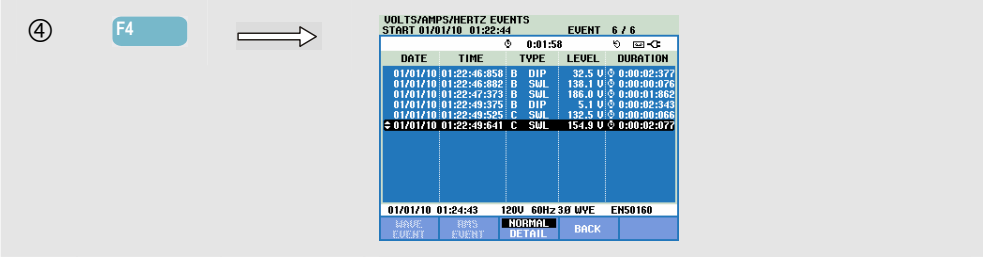 ④ F4
VOLTS/AMPS/HERTZ EVENTS
START 01/01/10 01:22:44 EVENT 6 / 6
0:01:58
DATE TIME TYPE LEVEL DURATION
01/01/10 01:22:46:858 B DIP 32.5 V 0:00:02:377
01/01/10 01:22:46:882 B SWL 138.1 V 0:00:00:076
01/01/10 01:22:47:373 B SWL 186.0 V 0:00:01:862
01/01/10 01:22:49:375 B DIP 5.1 V 0:00:02:343
01/01/10 01:22:49:525 C SWL 132.5 V 0:00:00:066
01/01/10 01:22:49:641 C SWL 154.9 V 0:00:02:077
01/01/10 01:24:43 120V 60Hz 3Ø WYE EN50160
WAVE EVENT RMS EVENT NORMAL DETAIL BACK